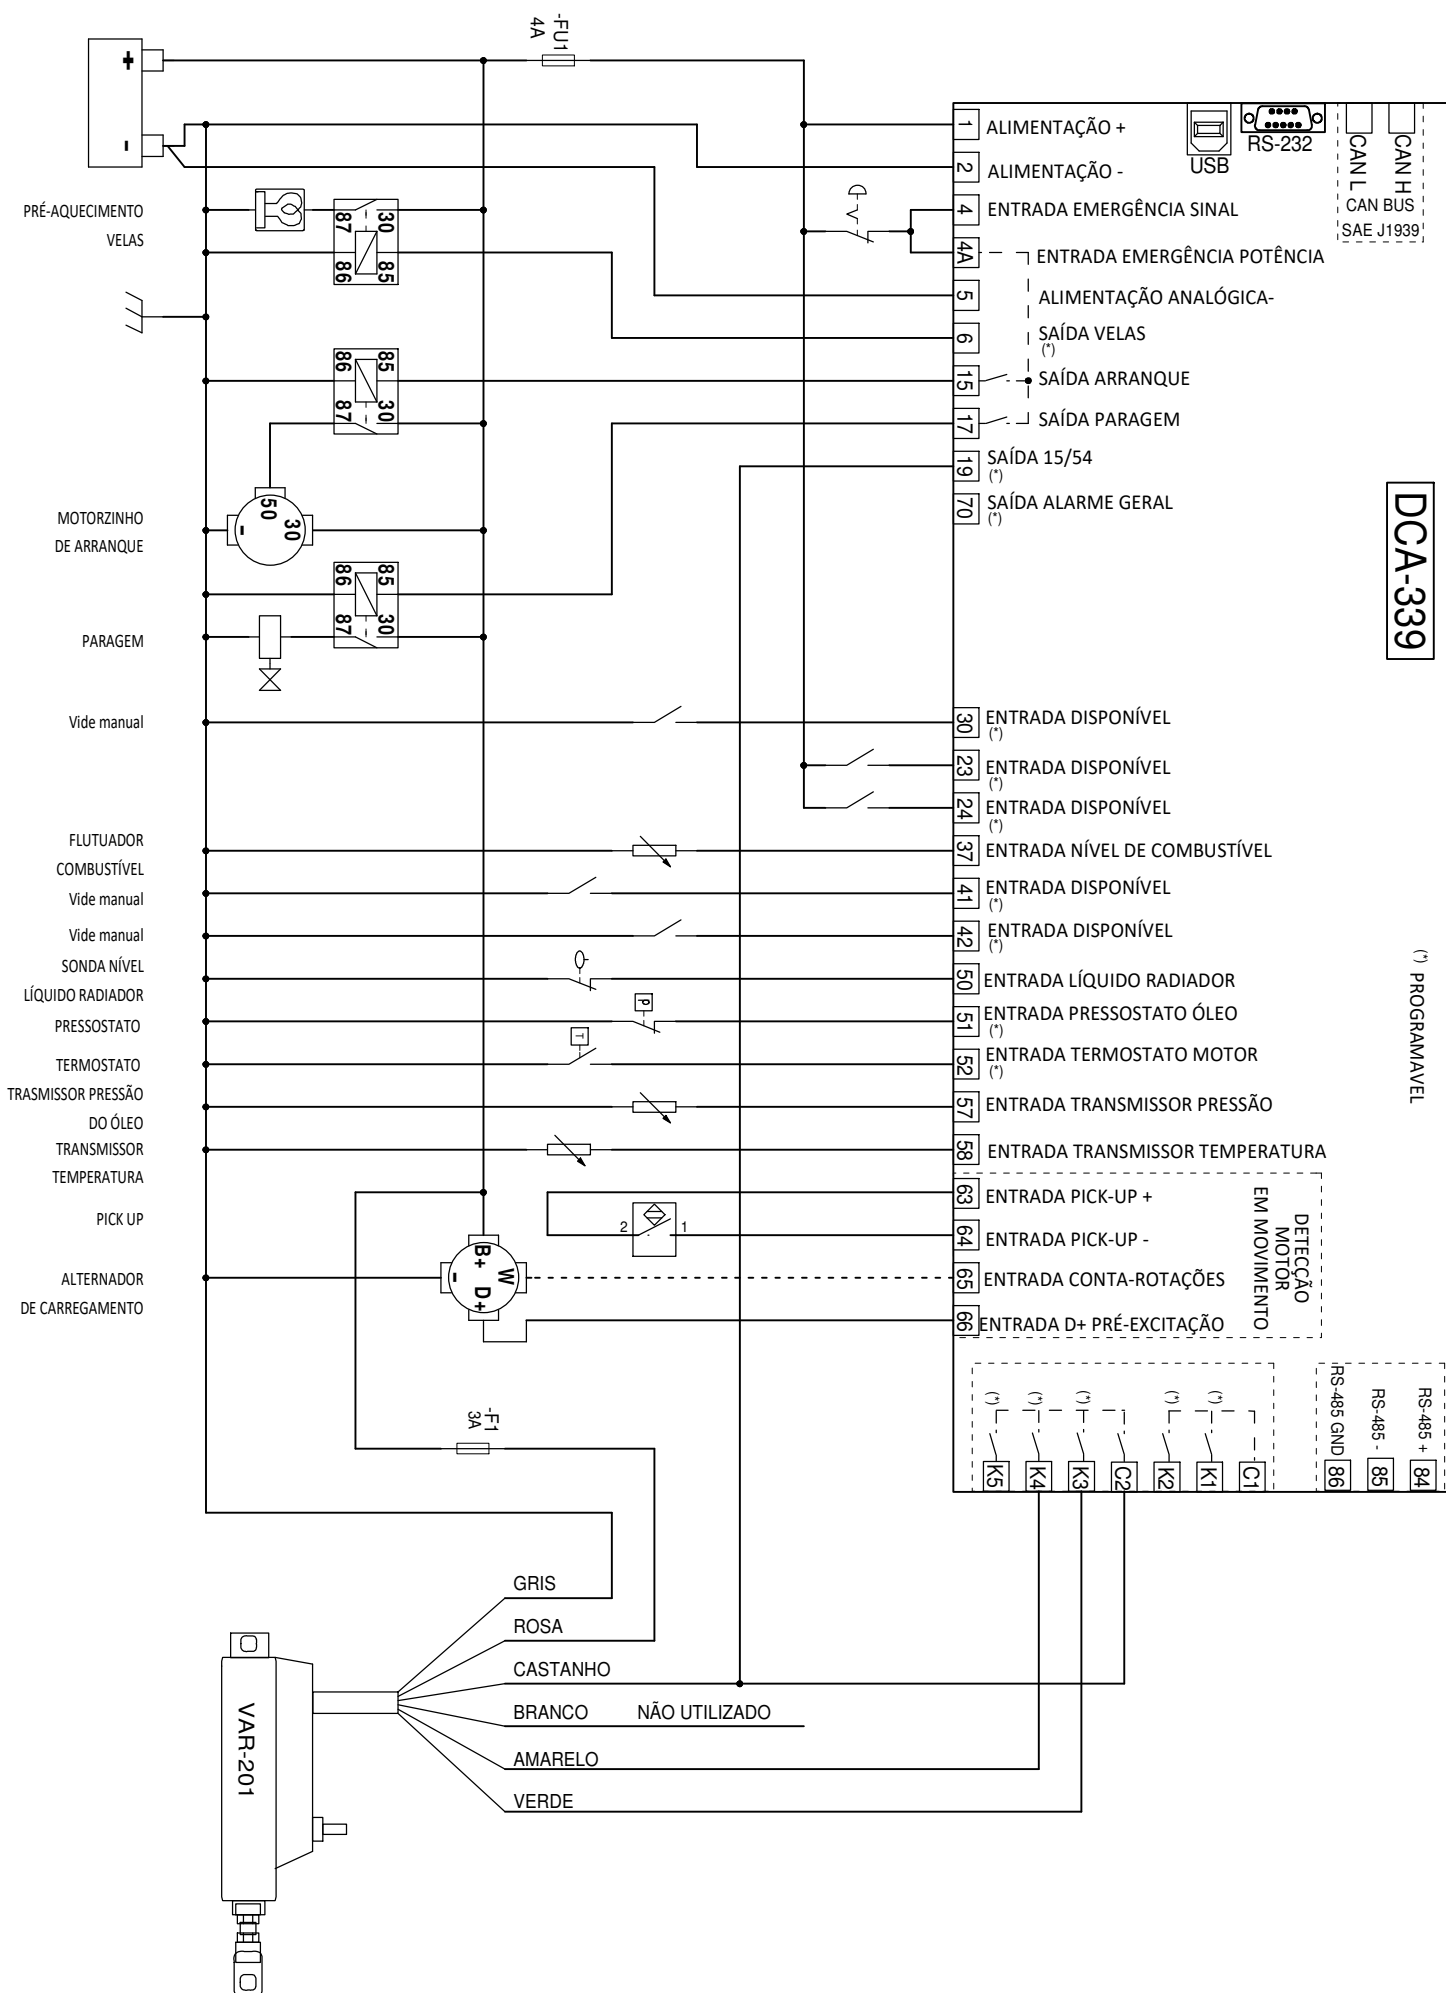 -FU1
4A
+
-
PRÉ-AQUECIMENTO
VELAS
87 30
86 85
86 85
87 30
MOTORZINHO
DE ARRANQUE
50
30
-
86 85
87 30
PARAGEM
Vide manual
FLUTUADOR
COMBUSTÍVEL
Vide manual
Vide manual
SONDA NÍVEL
LÍQUIDO RADIADOR
PRESSOSTATO
TERMOSTATO
TRASMISSOR PRESSÃO
DO ÓLEO
TRANSMISSOR
TEMPERATURA
PICK UP
ALTERNADOR
DE CARREGAMENTO
P
T
2 1
B+
W
D+
-
-F1
3A
1 ALIMENTAÇÃO +
2 ALIMENTAÇÃO -
4 ENTRADA EMERGÊNCIA SINAL
4A ENTRADA EMERGÊNCIA POTÊNCIA
5 ALIMENTAÇÃO ANALÓGICA-
6 SAÍDA VELAS
(*)
15 SAÍDA ARRANQUE
17 SAÍDA PARAGEM
19 SAÍDA 15/54
(*)
70 SAÍDA ALARME GERAL
(*)
30 ENTRADA DISPONÍVEL
(*)
23 ENTRADA DISPONÍVEL
(*)
24 ENTRADA DISPONÍVEL
(*)
37 ENTRADA NÍVEL DE COMBUSTÍVEL
41 ENTRADA DISPONÍVEL
(*)
42 ENTRADA DISPONÍVEL
(*)
50 ENTRADA LÍQUIDO RADIADOR
51 ENTRADA PRESSOSTATO ÓLEO
(*)
52 ENTRADA TERMOSTATO MOTOR
(*)
57 ENTRADA TRANSMISSOR PRESSÃO
58 ENTRADA TRANSMISSOR TEMPERATURA
63 ENTRADA PICK-UP +
64 ENTRADA PICK-UP -
65 ENTRADA CONTA-ROTAÇÕES
66 ENTRADA D+ PRÉ-EXCITAÇÃO
DETECÇÃO
MOTOR
EM MOVIMENTO
USB
RS-232
CAN L
CAN H
CAN BUS
SAE J1939
DCA-339
(*) PROGRAMAVEL
(*) (*) (*) (*) (*)
K5 K4 K3 C2 K2 K1 C1
RS-485 GND 86
RS-485 - 85
RS-485 + 84
GRIS
ROSA
CASTANHO
BRANCO NÃO UTILIZADO
AMARELO
VERDE
VAR-201